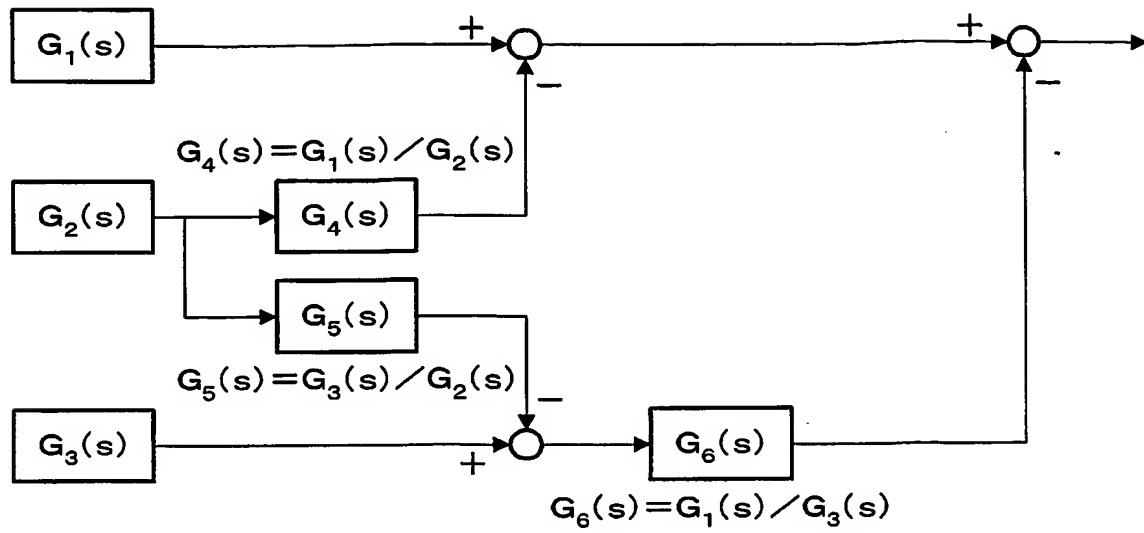 G₁(s)
+
−
+
−
G₄(s)=G₁(s)／G₂(s)
G₂(s)
G₄(s)
G₅(s)
G₅(s)=G₃(s)／G₂(s)
−
G₃(s)
+
G₆(s)
G₆(s)=G₁(s)／G₃(s)